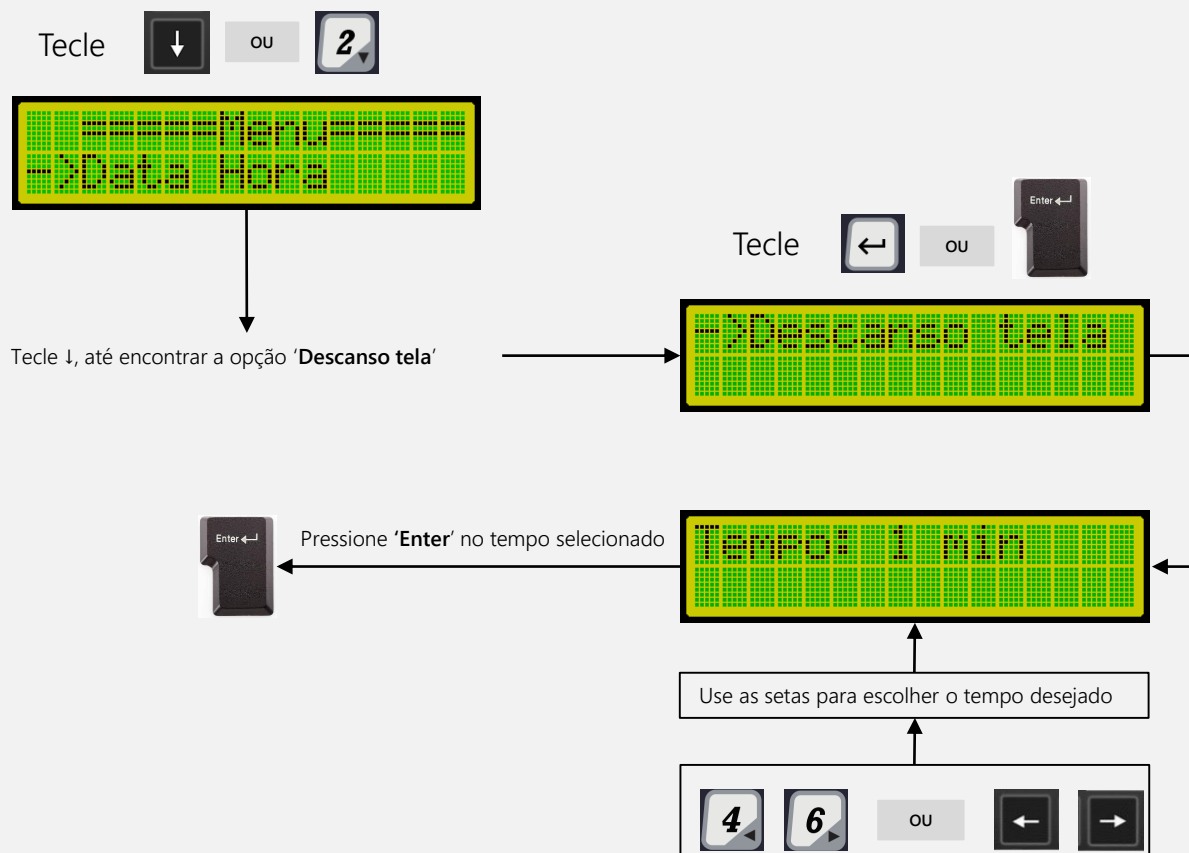 Tecle ↓ OU 2
=====Menu=====
->Data Hora
Tecle ↵ OU Enter
Tecle ↓, até encontrar a opção ‘Descanso tela’
->Descanso tela
Enter
Pressione ‘Enter’ no tempo selecionado
Tempo: 1 min
Use as setas para escolher o tempo desejado
4 6 OU ← →